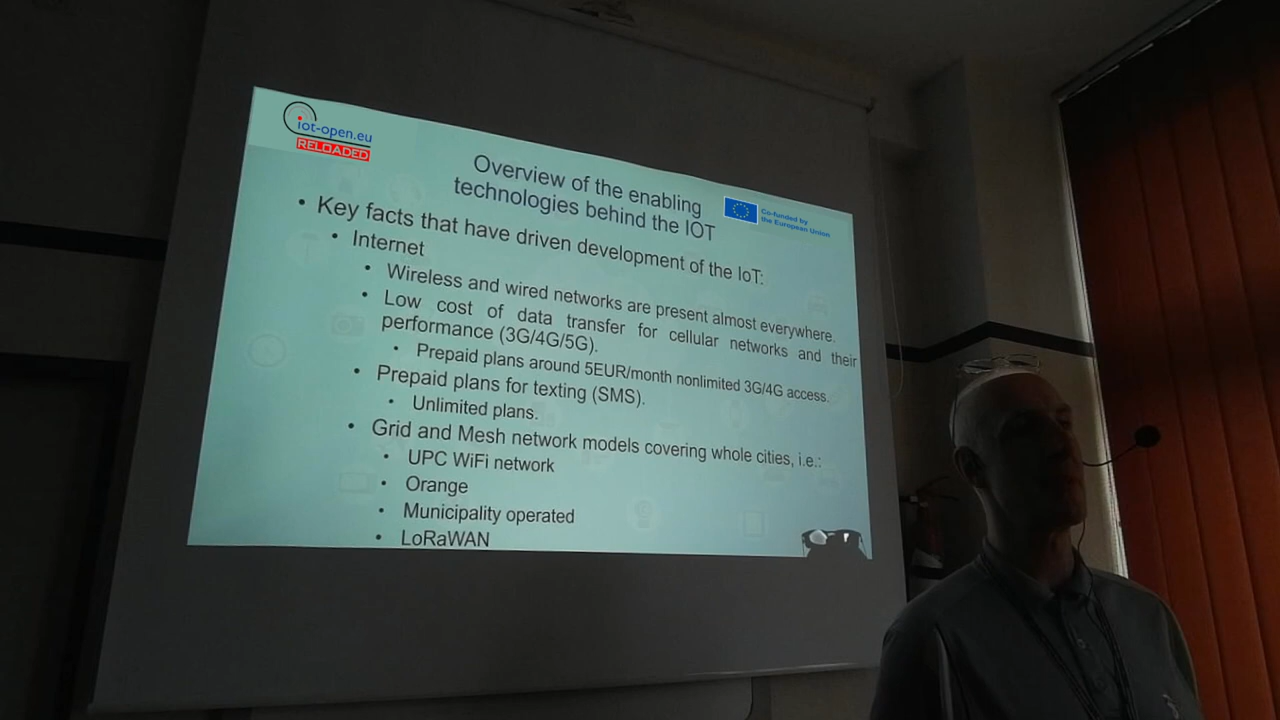 iot-open.eu
RELOADED
Overview of the enabling
technologies behind the IOT
Co-funded by
the European Union
• Key facts that have driven development of the IoT:
• Internet
• Wireless and wired networks are present almost everywhere.
• Low cost of data transfer for cellular networks and their
performance (3G/4G/5G).
• Prepaid plans around 5EUR/month nonlimited 3G/4G access.
• Prepaid plans for texting (SMS).
• Unlimited plans.
• Grid and Mesh network models covering whole cities, i.e.:
• UPC WiFi network
• Orange
• Municipality operated
• LoRaWAN